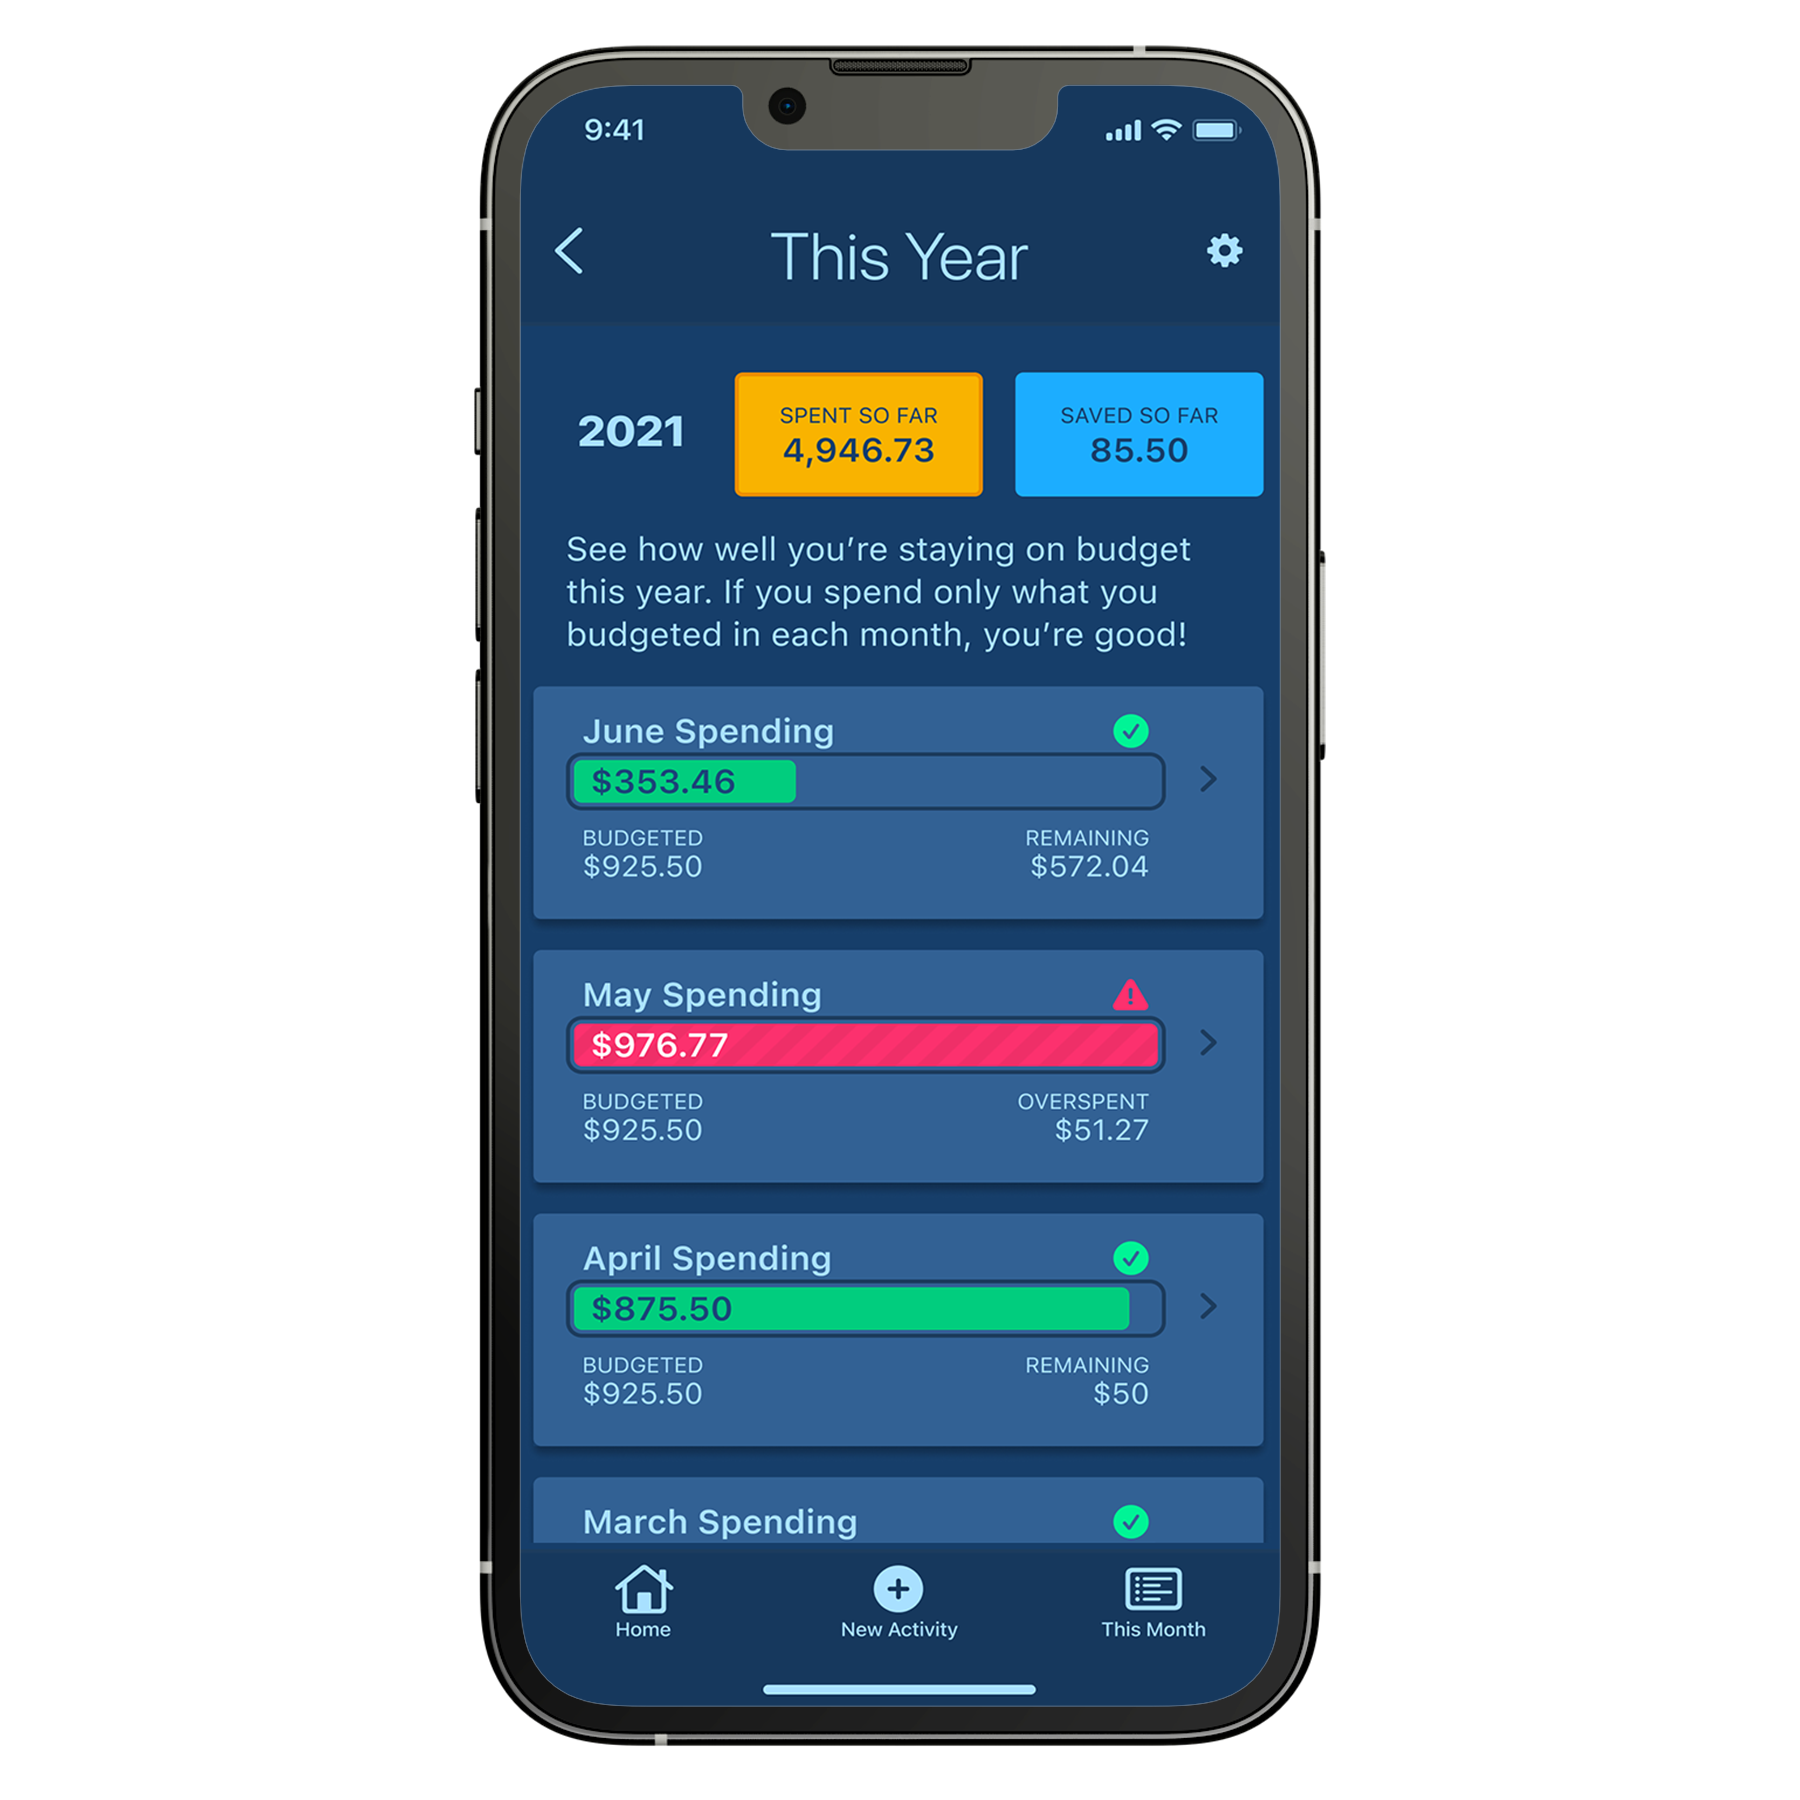 9:41
This Year
2021
SPENT SO FAR
4,946.73
SAVED SO FAR
85.50
See how well you’re staying on budget
this year. If you spend only what you
budgeted in each month, you’re good!
June Spending
$353.46
BUDGETED
$925.50
REMAINING
$572.04
May Spending
$976.77
BUDGETED
$925.50
OVERSPENT
$51.27
April Spending
$875.50
BUDGETED
$925.50
REMAINING
$50
March Spending
Home
New Activity
This Month